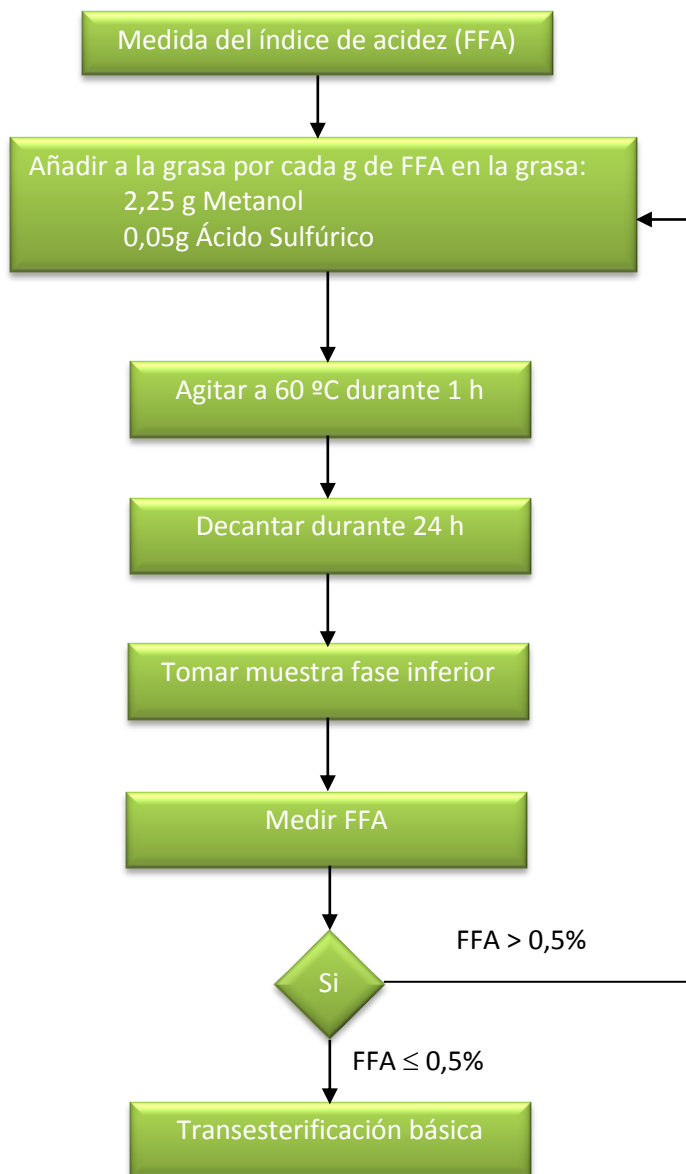 Medida del índice de acidez (FFA)
Añadir a la grasa por cada g de FFA en la grasa:
2,25 g Metanol
0,05g Ácido Sulfúrico
Agitar a 60 ºC durante 1 h
Decantar durante 24 h
Tomar muestra fase inferior
Medir FFA
FFA > 0,5%
Si
FFA ≤ 0,5%
Transesterificación básica